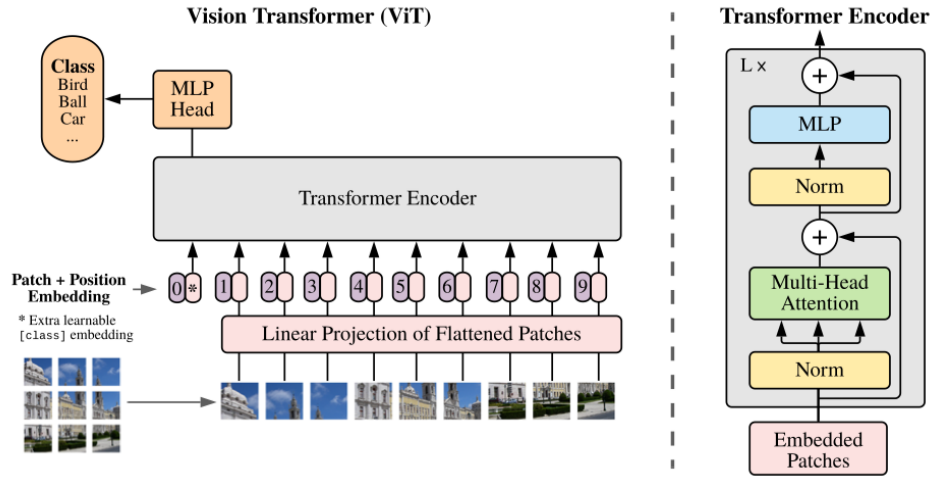 Vision Transformer (ViT)
Class
Bird
Ball
Car
...
MLP
Head
Transformer Encoder
Patch + Position
Embedding
* Extra learnable
[class] embedding
0 *
1
2
3
4
5
6
7
8
9
Linear Projection of Flattened Patches
Transformer Encoder
L ×
+
MLP
Norm
+
Multi-Head
Attention
Norm
Embedded
Patches